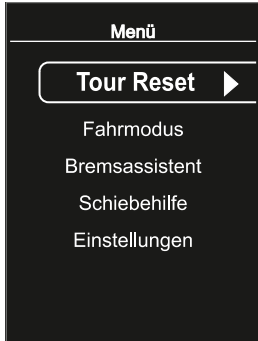 Menü
Tour Reset
Fahrmodus
Bremsassistent
Schiebehilfe
Einstellungen